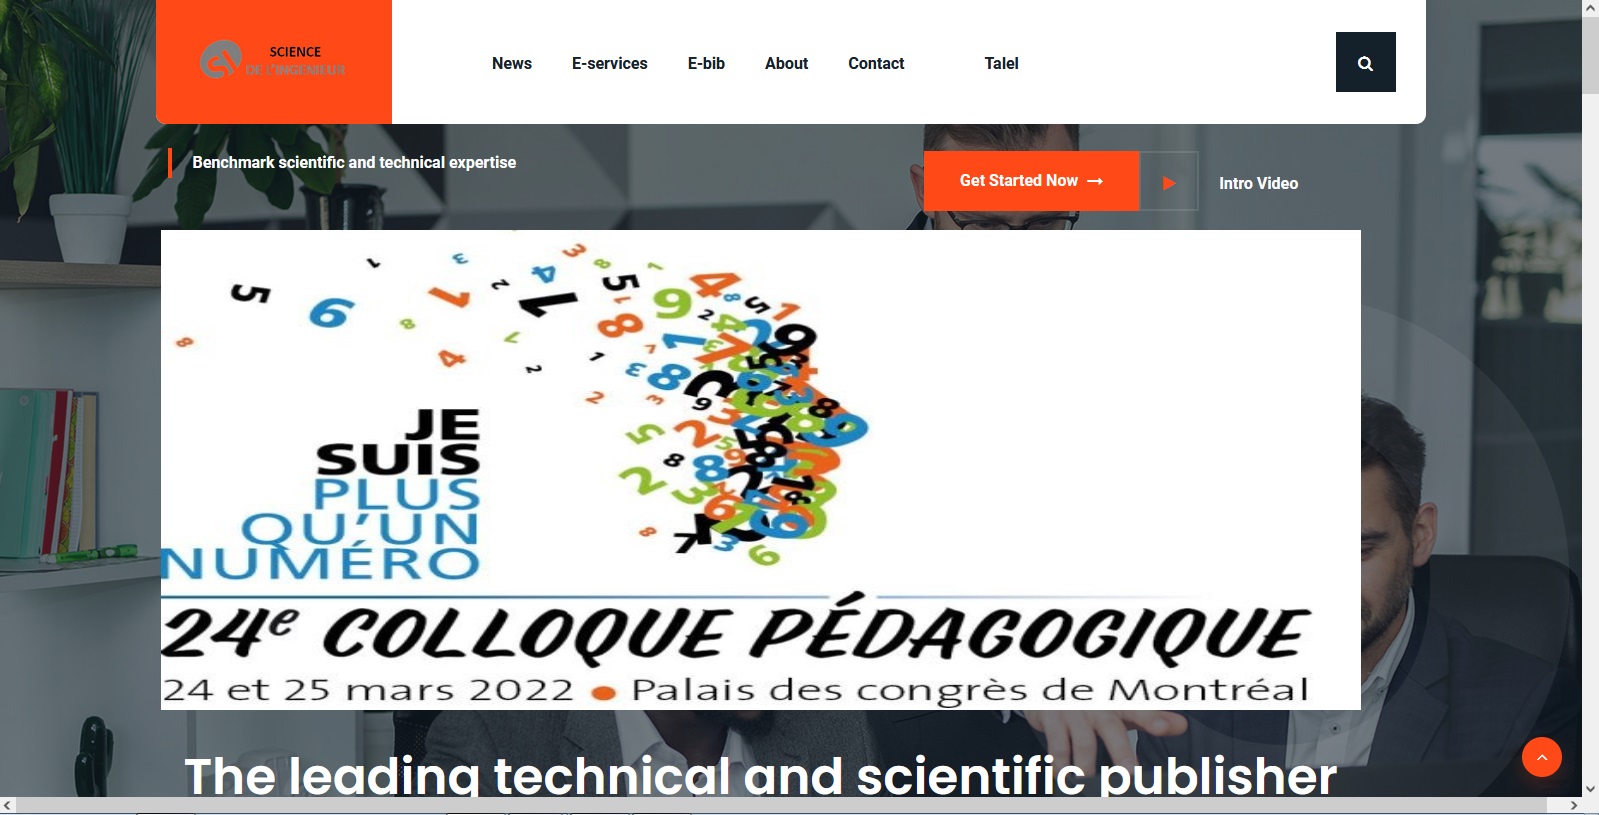 SCIENCE
DE L'INGENIEUR
News E-services E-bib About Contact Talel
Benchmark scientific and technical expertise
Get Started Now →
Intro Video
JE
SUIS
PLUS
QU'UN
NUMÉRO
24e COLLOQUE PÉDAGOGIQUE
24 et 25 mars 2022 • Palais des congrès de Montréal
The leading technical and scientific publisher